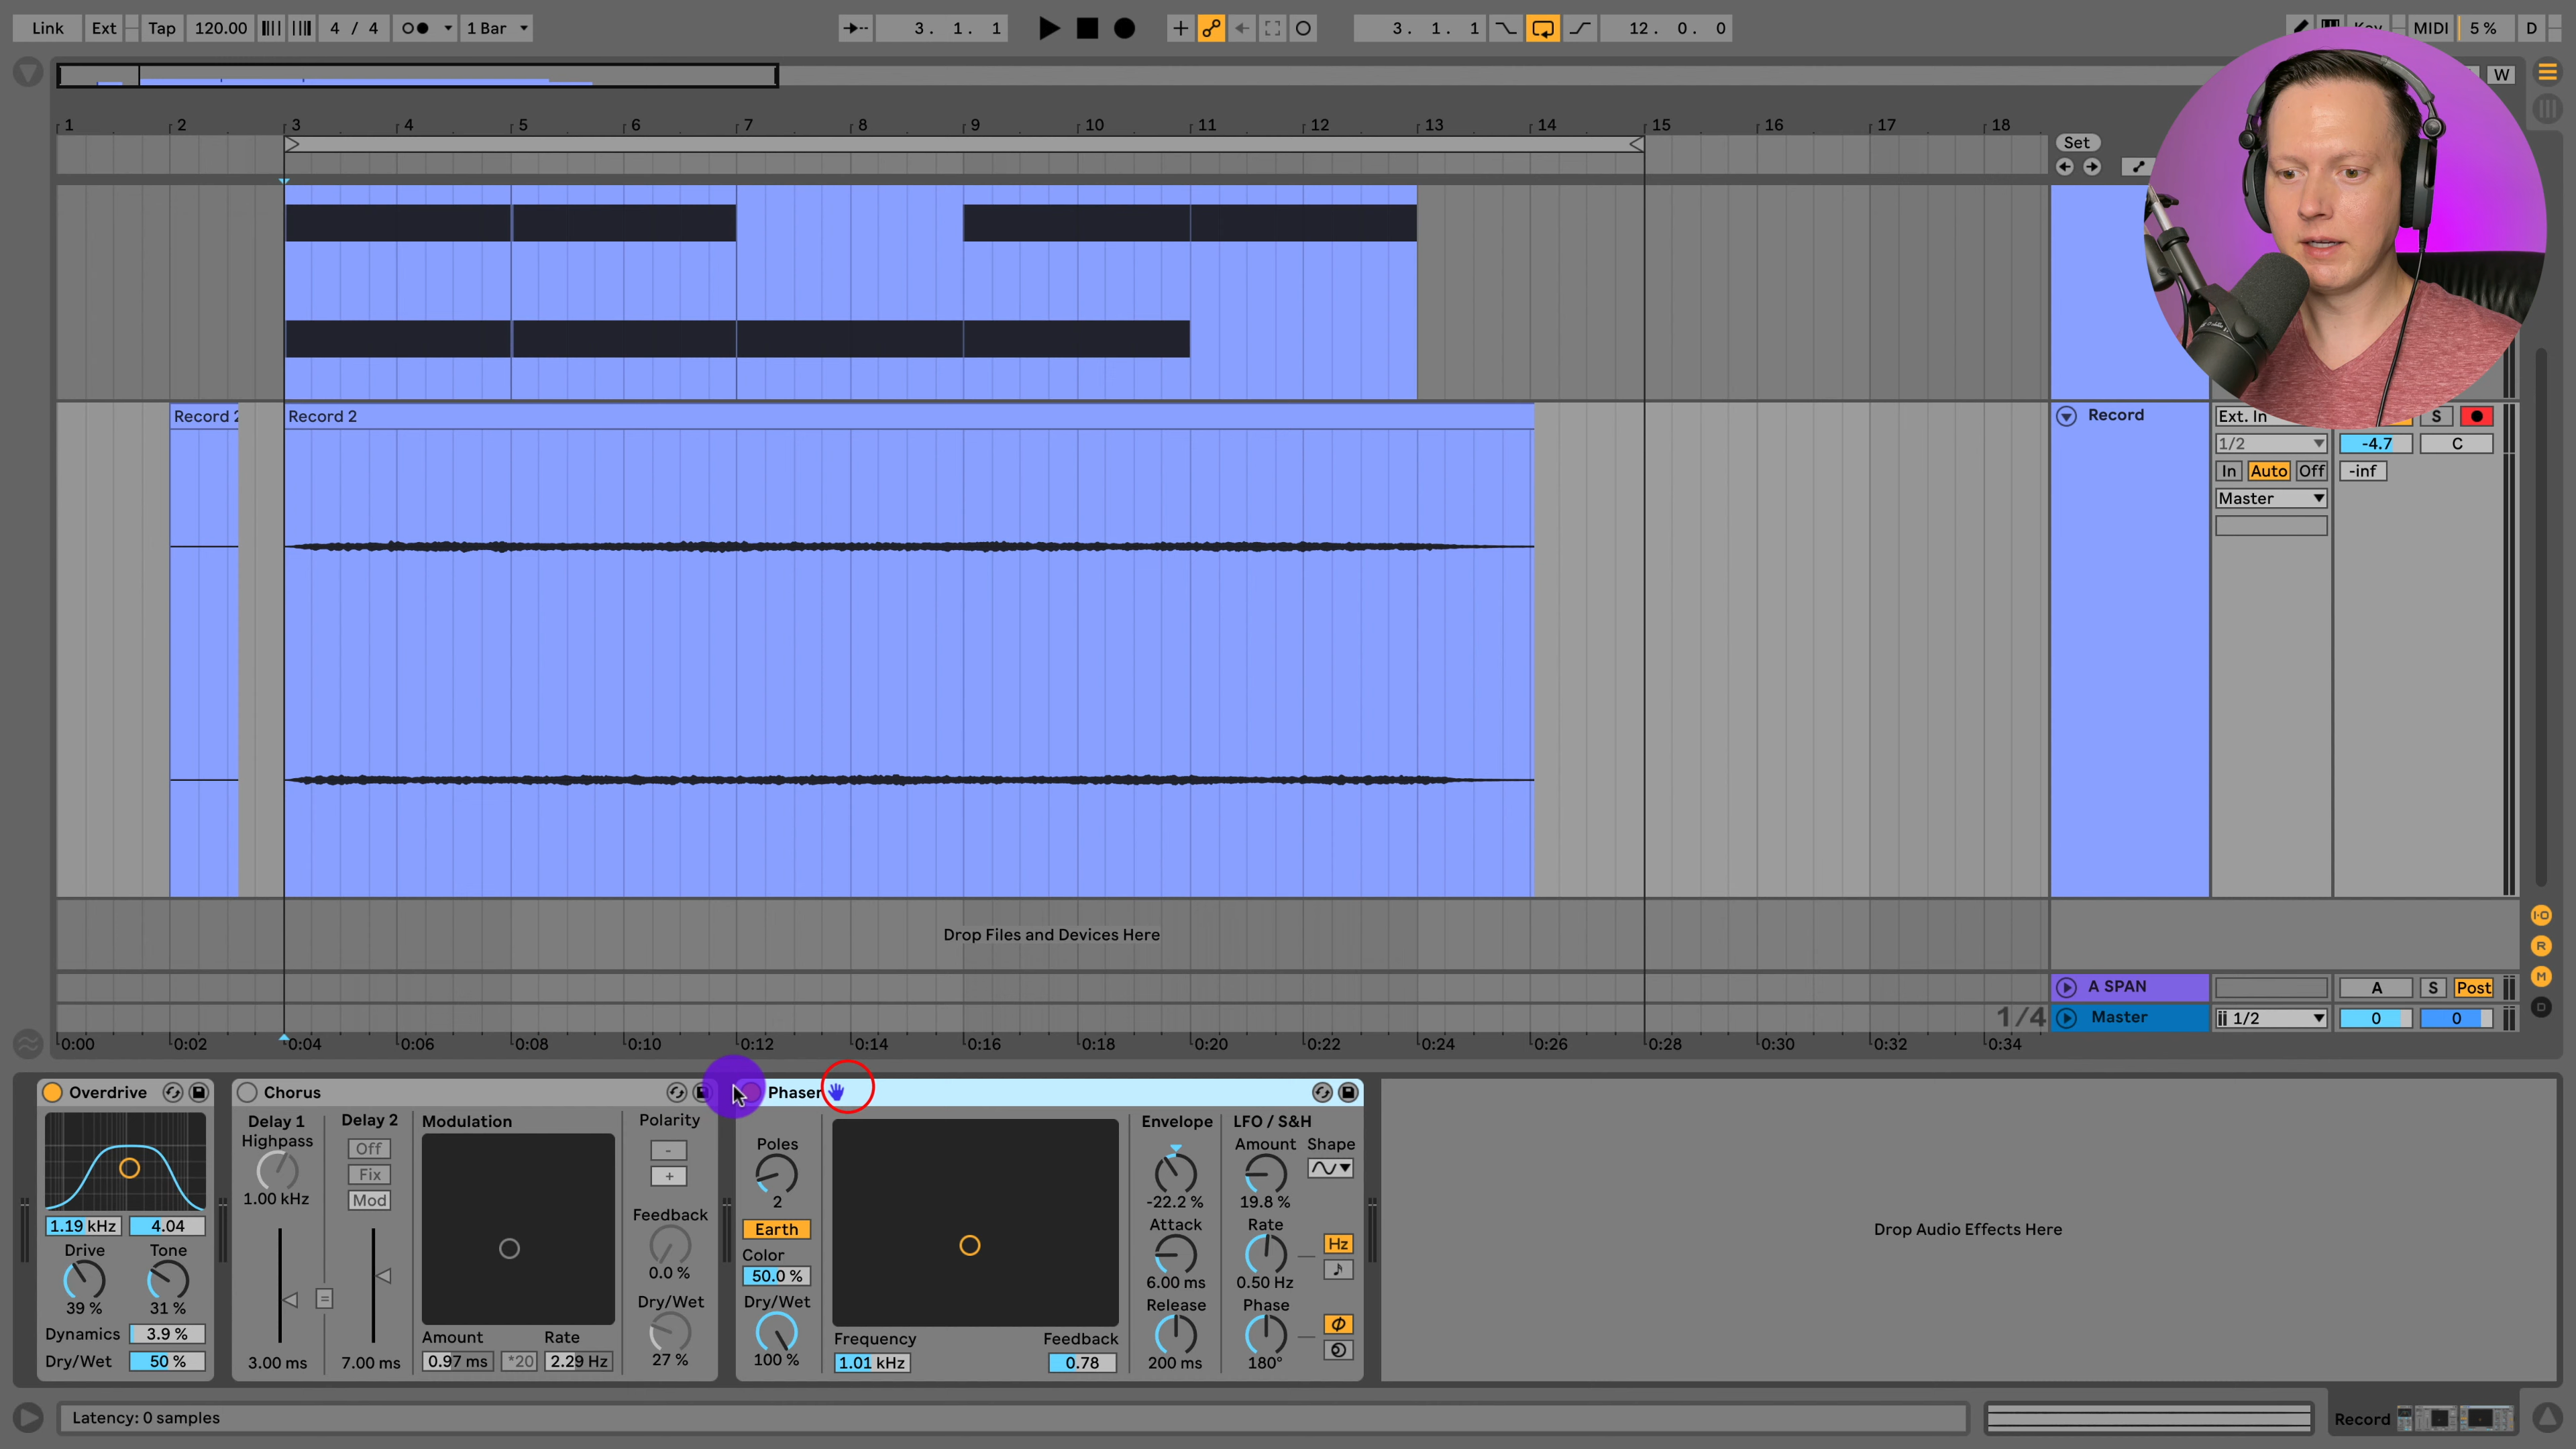 Link Ext Tap 120.00 4 / 4 1 Bar 3. 1. 1 3. 1. 1 12. 0. 0 Key MIDI 5 % D
W
1 2 3 4 5 6 7 8 9 10 11 12 13 14 15 16 17 18
Set
Record 2 Record 2 Record Ext. In S
1/2 -4.7 C
In Auto Off -inf
Master
Drop Files and Devices Here
I·O
R
M
D
A SPAN A S Post
1/4 Master 1/2 0 0
0:00 0:02 0:04 0:06 0:08 0:10 0:12 0:14 0:16 0:18 0:20 0:22 0:24 0:26 0:28 0:30 0:32 0:34
Overdrive
1.19 kHz 4.04
Drive Tone
39 % 31 %
Dynamics 3.9 %
Dry/Wet 50 %
Chorus
Delay 1 Delay 2 Modulation Polarity
Highpass Off -
1.00 kHz Fix +
Mod
Feedback
0.0 %
Dry/Wet
27 %
Amount Rate
3.00 ms 7.00 ms 0.97 ms *20 2.29 Hz
Phaser
Poles
2
Earth
Color
50.0 %
Dry/Wet
100 %
Frequency Feedback
1.01 kHz 0.78
Envelope
-22.2 %
Attack
6.00 ms
Release
200 ms
LFO / S&H
Amount Shape
19.8 %
Rate Hz
0.50 Hz
Phase
180°
Drop Audio Effects Here
Latency: 0 samples
Record